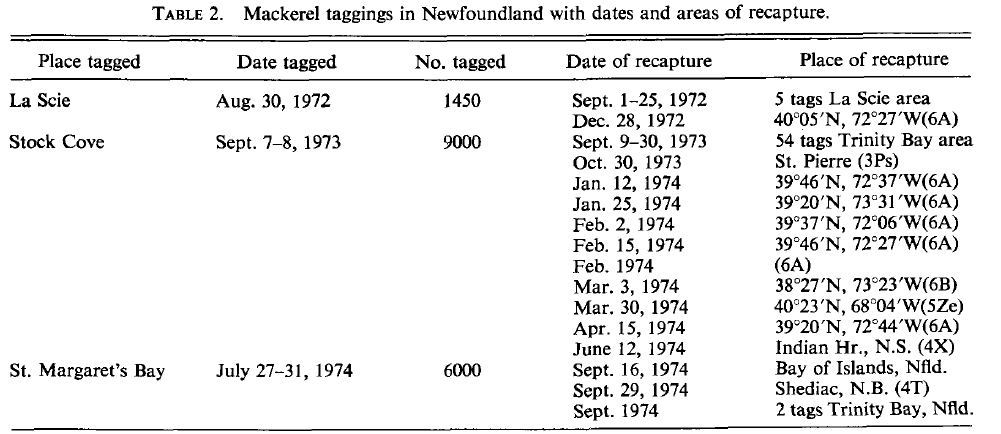 TABLE 2. Mackerel taggings in Newfoundland with dates and areas of recapture.
Place tagged Date tagged No. tagged Date of recapture Place of recapture
La Scie Aug. 30, 1972 1450 Sept. 1–25, 1972 5 tags La Scie area
Dec. 28, 1972 40°05′N, 72°27′W(6A)
Stock Cove Sept. 7–8, 1973 9000 Sept. 9–30, 1973 54 tags Trinity Bay area
Oct. 30, 1973 St. Pierre (3Ps)
Jan. 12, 1974 39°46′N, 72°37′W(6A)
Jan. 25, 1974 39°20′N, 73°31′W(6A)
Feb. 2, 1974 39°37′N, 72°06′W(6A)
Feb. 15, 1974 39°46′N, 72°27′W(6A)
Feb. 1974 (6A)
Mar. 3, 1974 38°27′N, 73°23′W(6B)
Mar. 30, 1974 40°23′N, 68°04′W(5Ze)
Apr. 15, 1974 39°20′N, 72°44′W(6A)
June 12, 1974 Indian Hr., N.S. (4X)
St. Margaret's Bay July 27–31, 1974 6000 Sept. 16, 1974 Bay of Islands, Nfld.
Sept. 29, 1974 Shediac, N.B. (4T)
Sept. 1974 2 tags Trinity Bay, Nfld.